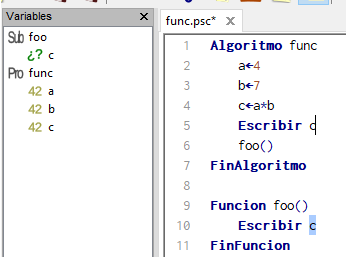 Variables
Sub foo
¿? c
Pro func
42 a
42 b
42 c
func.psc*
1 Algoritmo func
2 a←4
3 b←7
4 c←a*b
5 Escribir c
6 foo()
7 FinAlgoritmo
8
9 Funcion foo()
10 Escribir c
11 FinFuncion